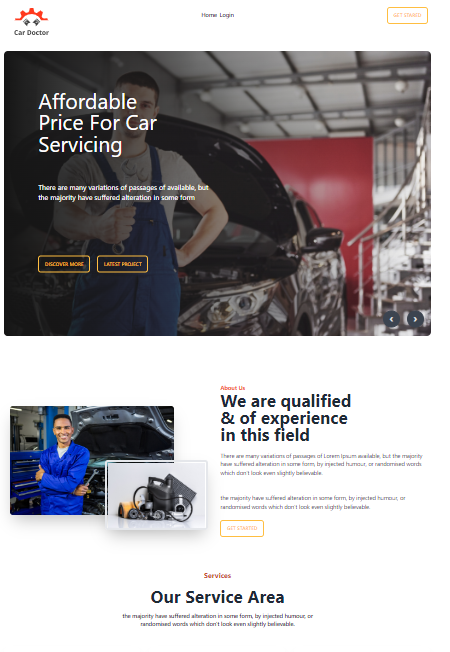 Home Login
GET STARED
Car Doctor
Affordable
Price For Car
Servicing
There are many variations of passages of available, but
the majority have suffered alteration in some form
DISCOVER MORE
LATEST PROJECT
About Us
We are qualified
& of experience
in this field
There are many variations of passages of Lorem Ipsum available, but the majority
have suffered alteration in some form, by injected humour, or randomised words
which don't look even slightly believable.
the majority have suffered alteration in some form, by injected humour, or
randomised words which don't look even slightly believable.
GET STARTED
Services
Our Service Area
the majority have suffered alteration in some form, by injected humour, or
randomised words which don't look even slightly believable.